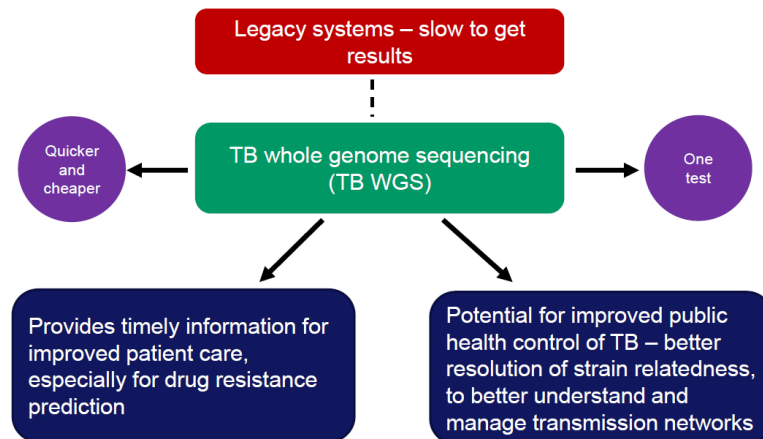 Legacy systems – slow to get
results
Quicker
and
cheaper
TB whole genome sequencing
(TB WGS)
One
test
Provides timely information for
improved patient care,
especially for drug resistance
prediction
Potential for improved public
health control of TB – better
resolution of strain relatedness,
to better understand and
manage transmission networks